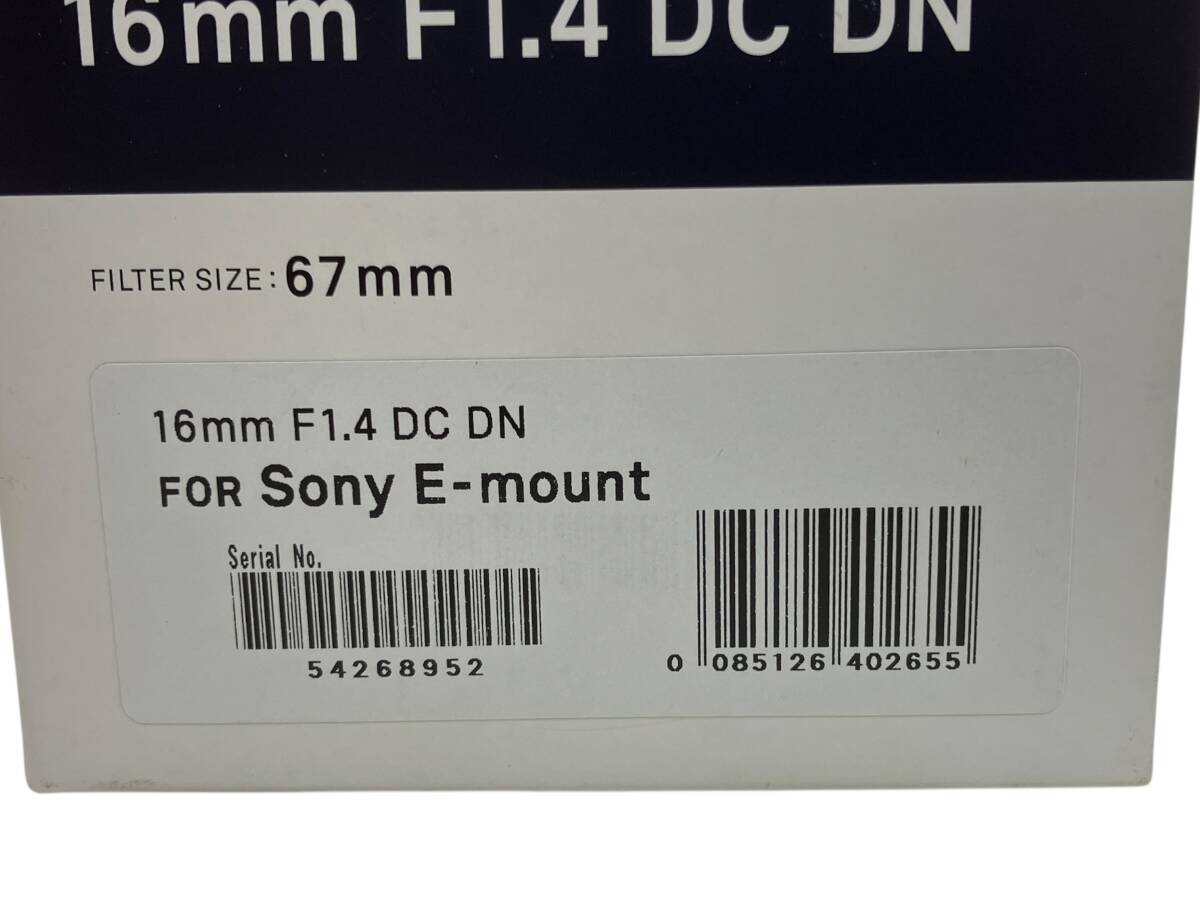 16mm F1.4 DC DN
FILTER SIZE: 67mm
16mm F1.4 DC DN
FOR Sony E-mount
Serial No.
54268952
0 085126 402655